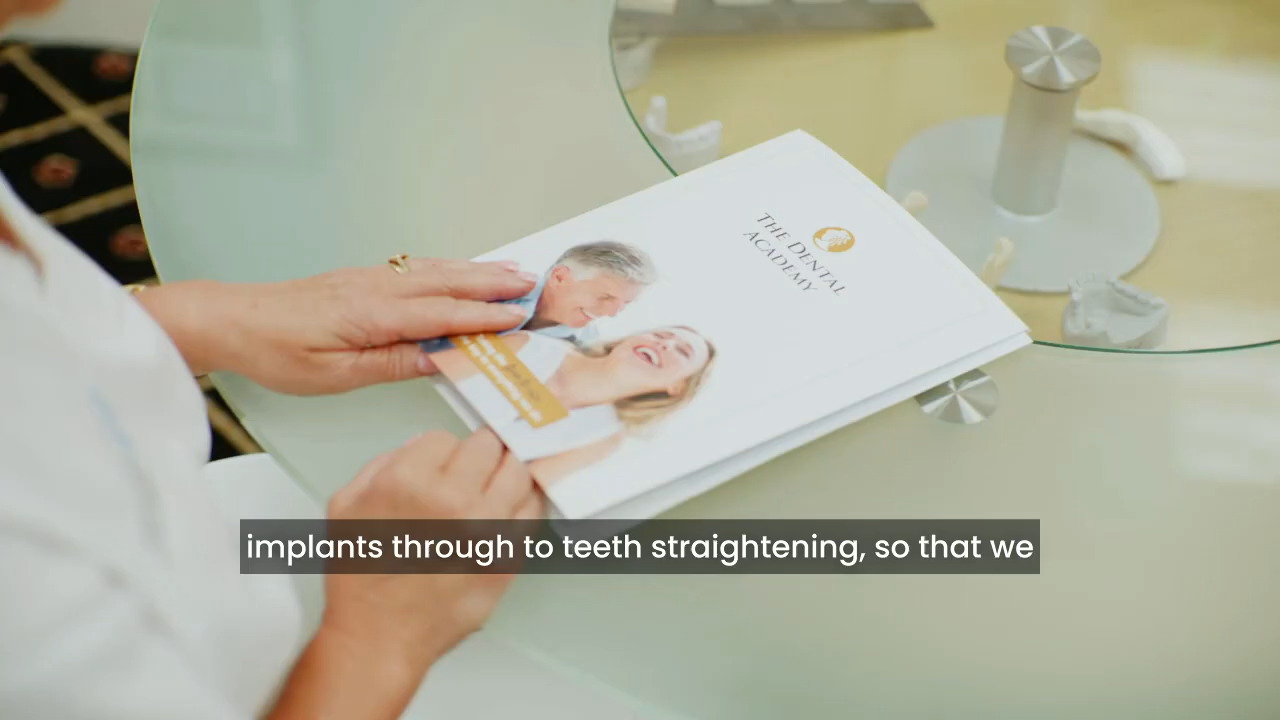 THE DENTAL
ACADEMY
implants through to teeth straightening, so that we